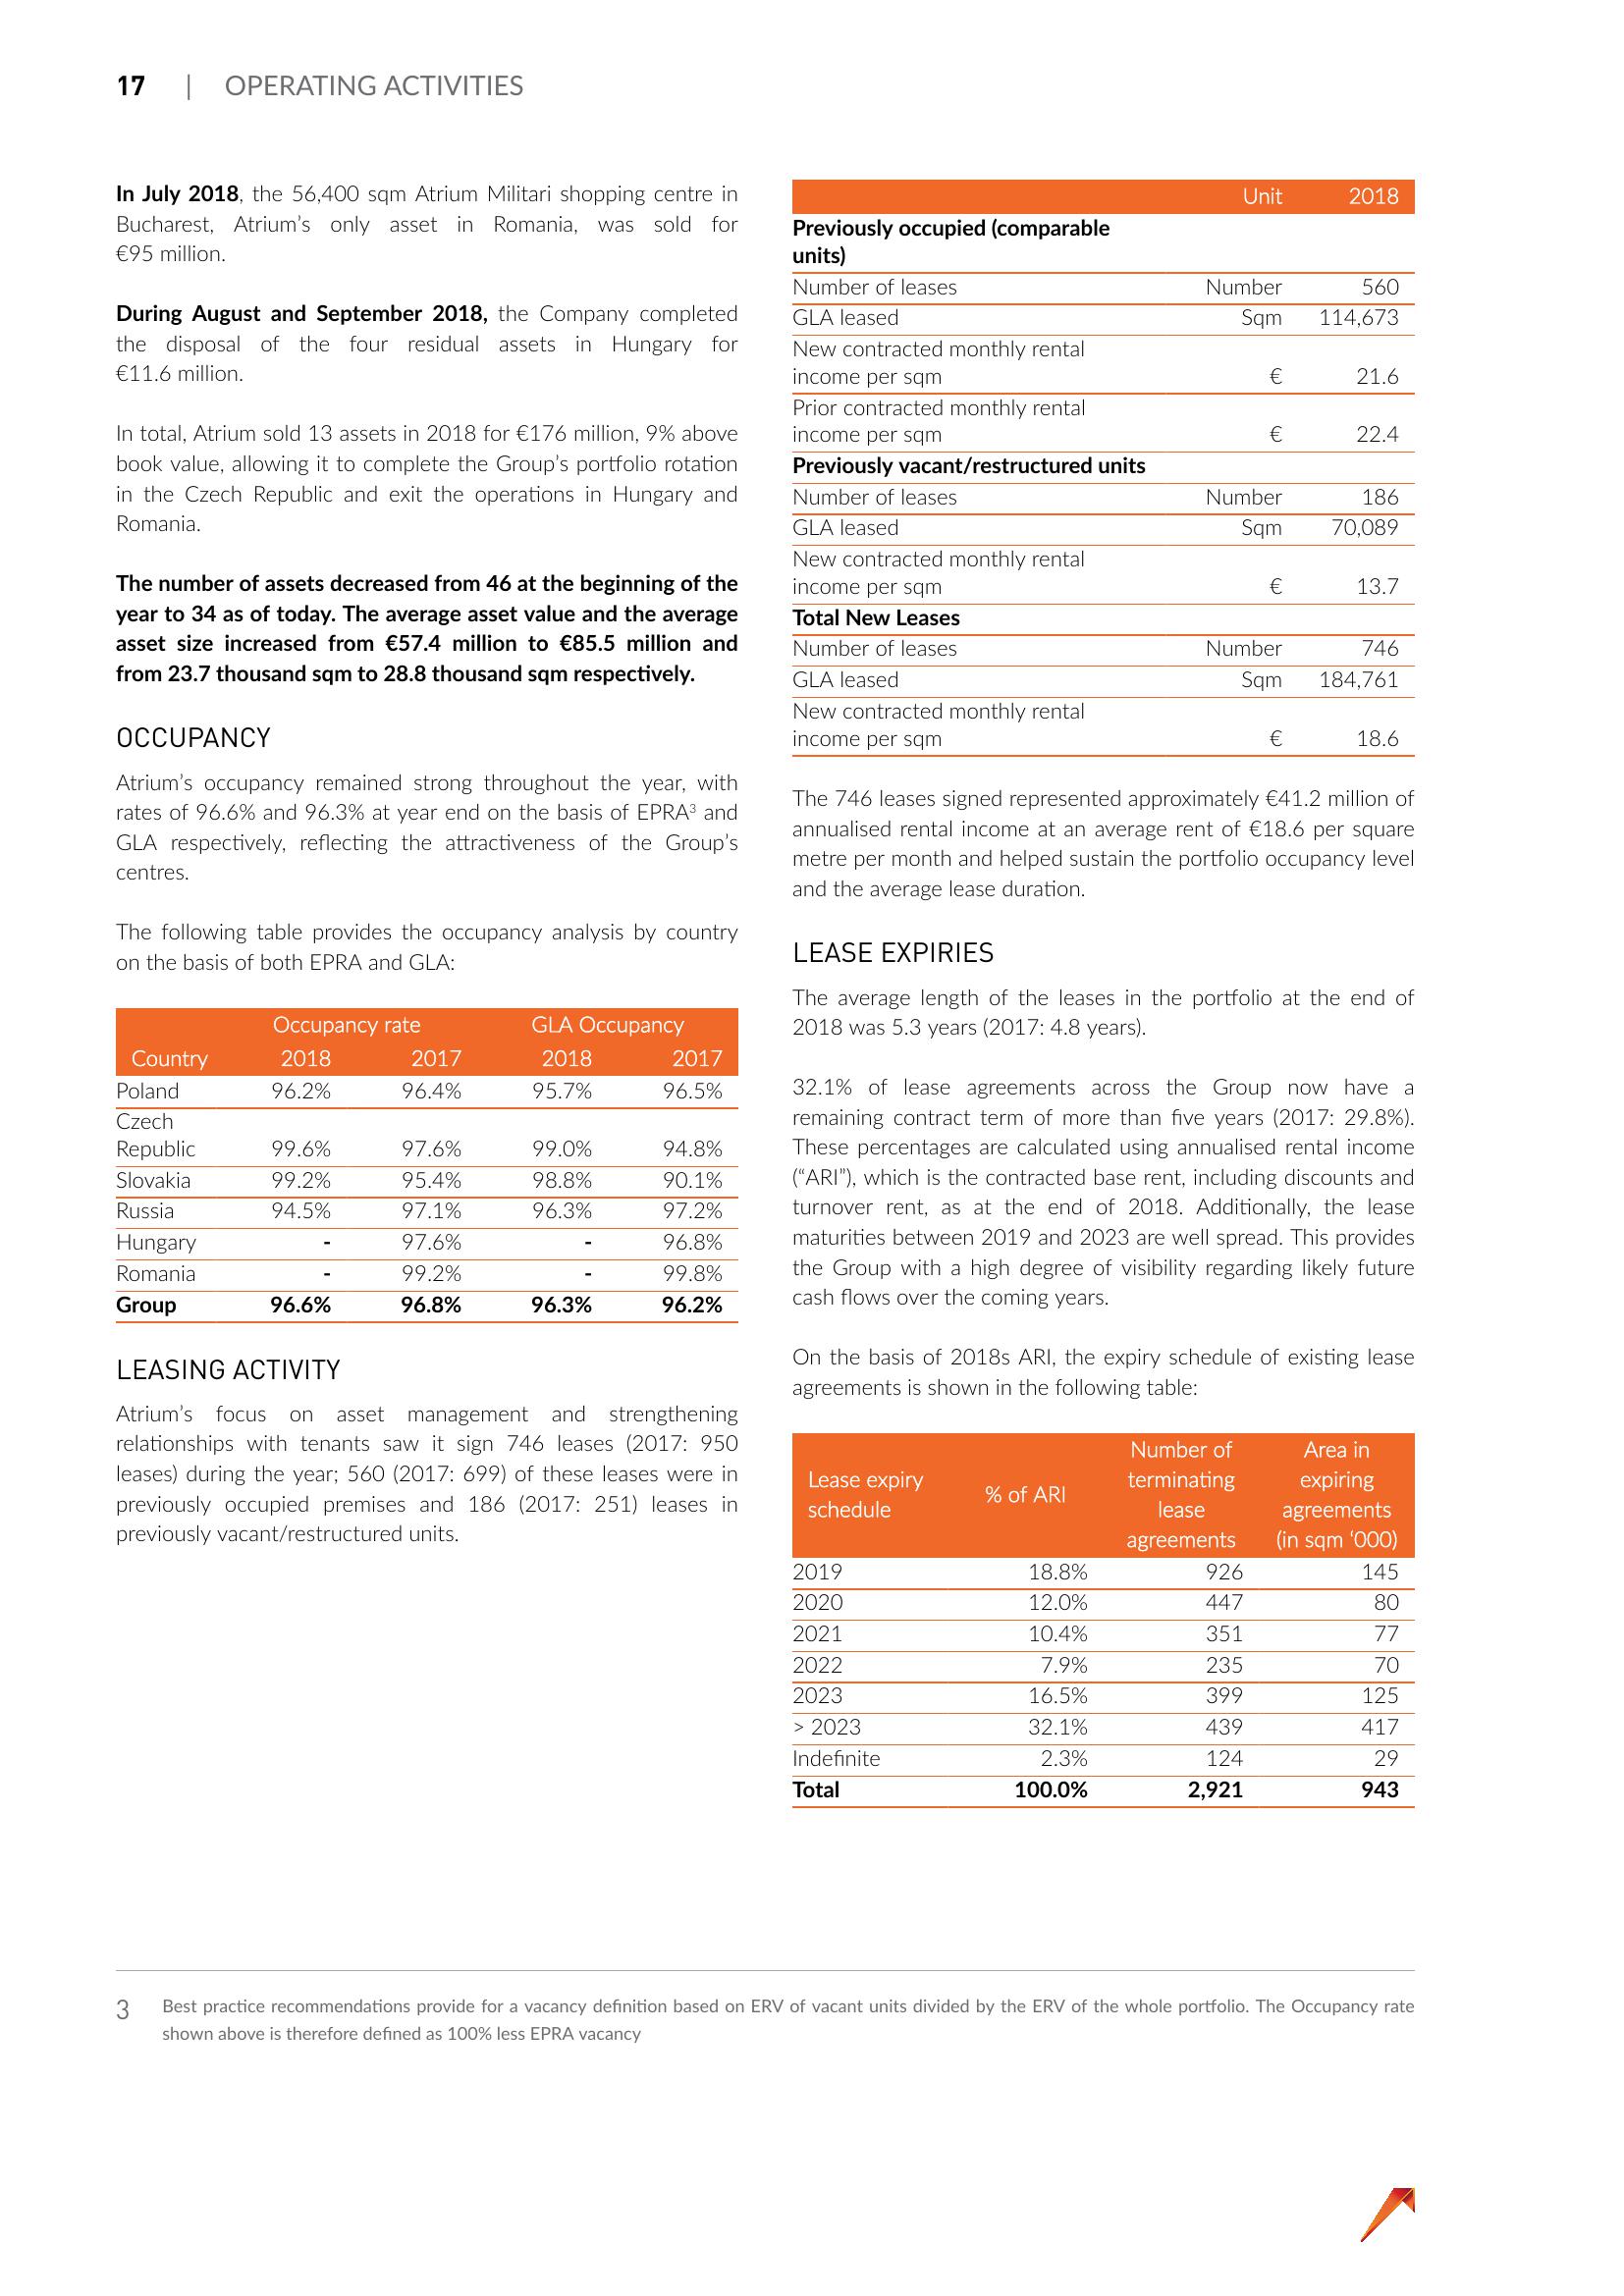 17 | OPERATING ACTIVITIES
In July 2018, the 56,400 sqm Atrium Militari shopping centre in
Bucharest, Atrium’s only asset in Romania, was sold for
€95 million.
During August and September 2018, the Company completed
the disposal of the four residual assets in Hungary for
€11.6 million.
In total, Atrium sold 13 assets in 2018 for €176 million, 9% above
book value, allowing it to complete the Group’s portfolio rotation
in the Czech Republic and exit the operations in Hungary and
Romania.
The number of assets decreased from 46 at the beginning of the
year to 34 as of today. The average asset value and the average
asset size increased from €57.4 million to €85.5 million and
from 23.7 thousand sqm to 28.8 thousand sqm respectively.
OCCUPANCY
Atrium’s occupancy remained strong throughout the year, with
rates of 96.6% and 96.3% at year end on the basis of EPRA3 and
GLA respectively, reflecting the attractiveness of the Group’s
centres.
The following table provides the occupancy analysis by country
on the basis of both EPRA and GLA:
Occupancy rate GLA Occupancy
Country 2018 2017 2018 2017
Poland 96.2% 96.4% 95.7% 96.5%
Czech
Republic 99.6% 97.6% 99.0% 94.8%
Slovakia 99.2% 95.4% 98.8% 90.1%
Russia 94.5% 97.1% 96.3% 97.2%
Hungary - 97.6% - 96.8%
Romania - 99.2% - 99.8%
Group 96.6% 96.8% 96.3% 96.2%
LEASING ACTIVITY
Atrium’s focus on asset management and strengthening
relationships with tenants saw it sign 746 leases (2017: 950
leases) during the year; 560 (2017: 699) of these leases were in
previously occupied premises and 186 (2017: 251) leases in
previously vacant/restructured units.
Unit 2018
Previously occupied (comparable
units)
Number of leases Number 560
GLA leased Sqm 114,673
New contracted monthly rental
income per sqm € 21.6
Prior contracted monthly rental
income per sqm € 22.4
Previously vacant/restructured units
Number of leases Number 186
GLA leased Sqm 70,089
New contracted monthly rental
income per sqm € 13.7
Total New Leases
Number of leases Number 746
GLA leased Sqm 184,761
New contracted monthly rental
income per sqm € 18.6
The 746 leases signed represented approximately €41.2 million of
annualised rental income at an average rent of €18.6 per square
metre per month and helped sustain the portfolio occupancy level
and the average lease duration.
LEASE EXPIRIES
The average length of the leases in the portfolio at the end of
2018 was 5.3 years (2017: 4.8 years).
32.1% of lease agreements across the Group now have a
remaining contract term of more than five years (2017: 29.8%).
These percentages are calculated using annualised rental income
(“ARI”), which is the contracted base rent, including discounts and
turnover rent, as at the end of 2018. Additionally, the lease
maturities between 2019 and 2023 are well spread. This provides
the Group with a high degree of visibility regarding likely future
cash flows over the coming years.
On the basis of 2018s ARI, the expiry schedule of existing lease
agreements is shown in the following table:
Number of Area in
Lease expiry terminating expiring
schedule % of ARI lease agreements
agreements (in sqm ‘000)
2019 18.8% 926 145
2020 12.0% 447 80
2021 10.4% 351 77
2022 7.9% 235 70
2023 16.5% 399 125
> 2023 32.1% 439 417
Indefinite 2.3% 124 29
Total 100.0% 2,921 943
3 Best practice recommendations provide for a vacancy definition based on ERV of vacant units divided by the ERV of the whole portfolio. The Occupancy rate
shown above is therefore defined as 100% less EPRA vacancy